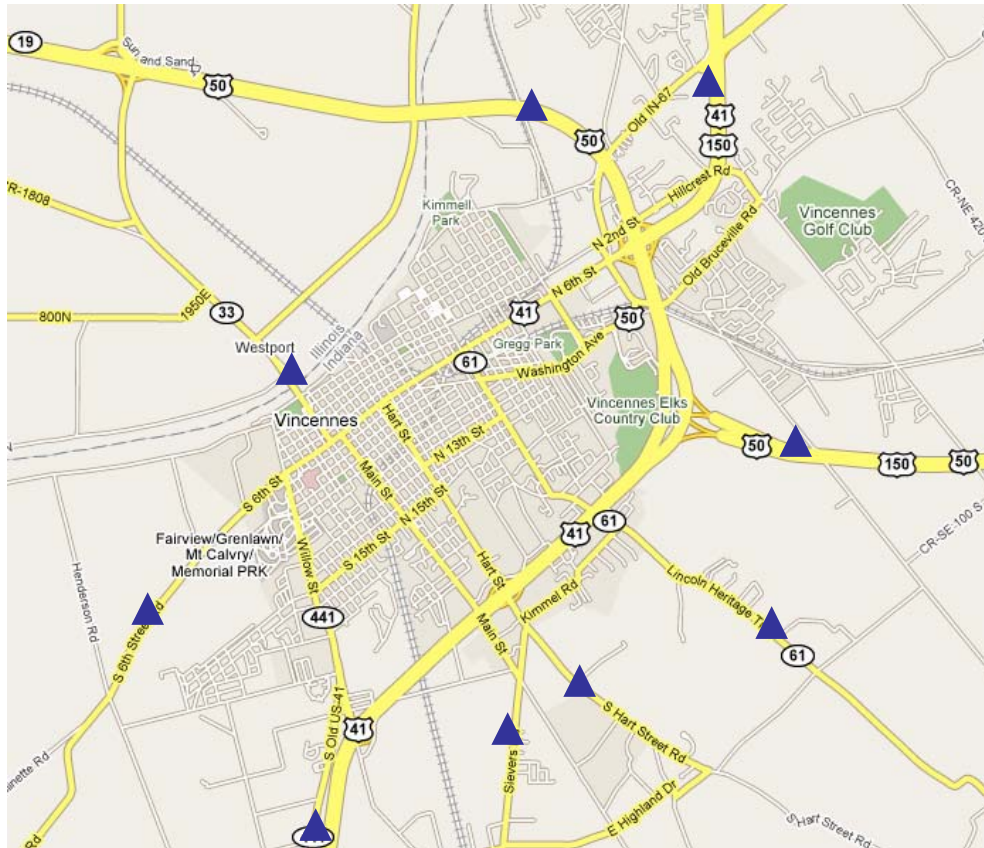 19
Sun and Sand
50
Old IN-67
41
150
50
Hillcrest Rd
CR-1808
Kimmell
Park
Vincennes
Golf Club
CR-NE 420
N 2nd St
Old Bruceville Rd
N 6th St
1950E
33
800N
41
50
Illinois
Indiana
Westport
Gregg Park
61
Washington Ave
Vincennes
Hart St
Vincennes Elks
Country Club
N 13th St
50
150
50
Main St
S 6th St
N 15th St
41
61
CR-SE-100 S
Fairview/Grenlawn/
Mt Calvry/
Memorial PRK
Willow St
S 15th St
Henderson Rd
Hart St
Kimmel Rd
Lincoln Heritage
441
Main St
61
S 6th Street Rd
S Old US-41
41
S Hart Street Rd
Sievers
E Highland Dr
S Hart Street Rd
Rd